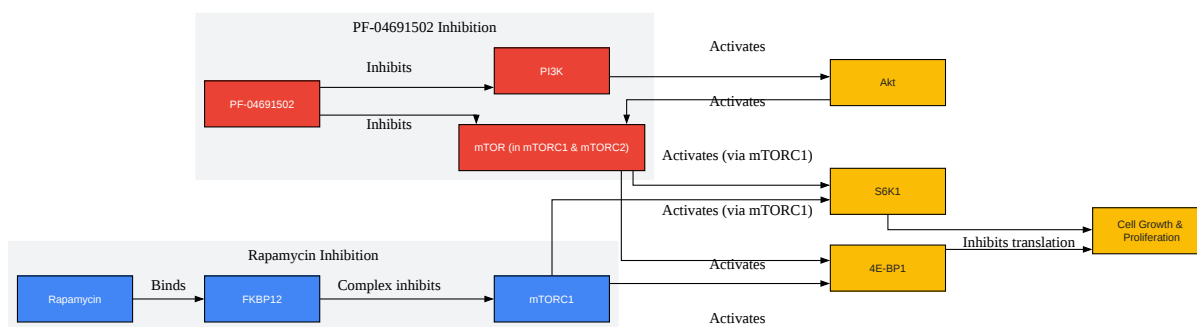 PF-04691502 Inhibition
Activates
Inhibits
PI3K
Akt
PF-04691502
Activates
Inhibits
mTOR (in mTORC1 & mTORC2)
Activates (via mTORC1)
S6K1
Activates (via mTORC1)
Cell Growth &
Proliferation
Inhibits translation
Rapamycin Inhibition
Activates
4E-BP1
Binds
Complex inhibits
Rapamycin
FKBP12
mTORC1
Activates